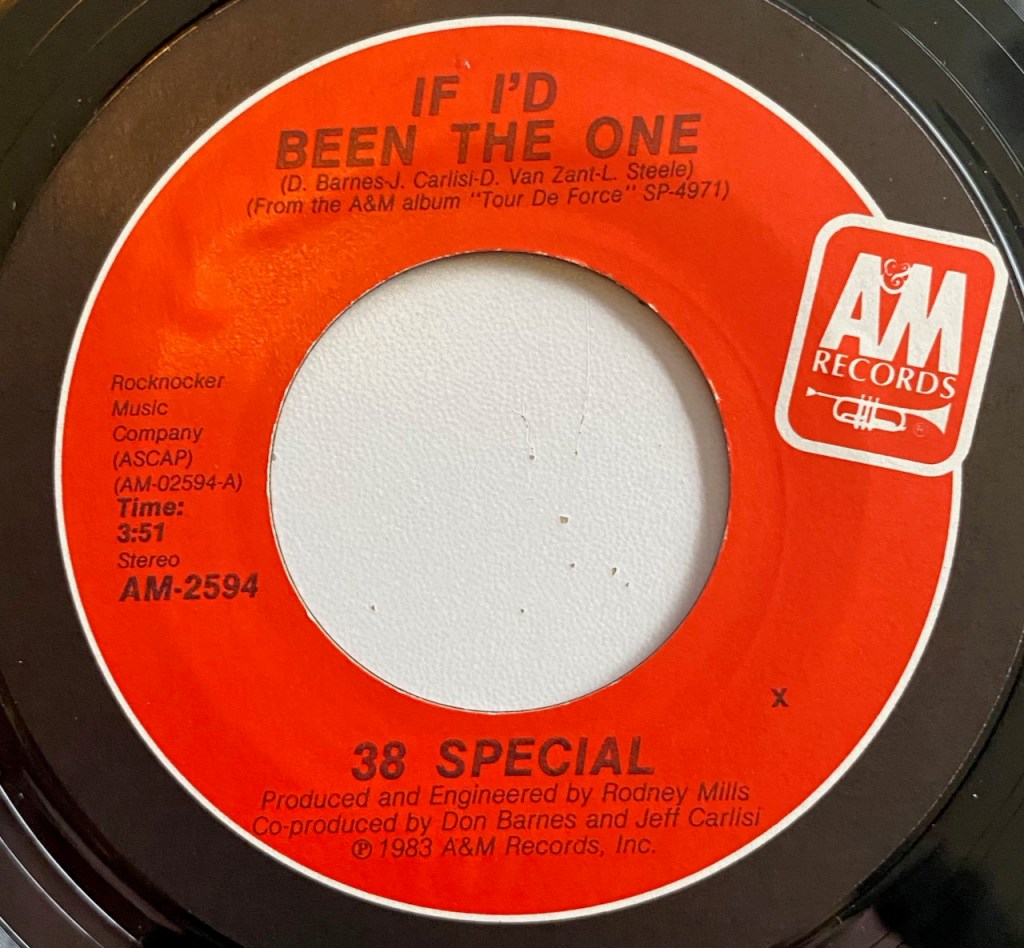 IF I'D
BEEN THE ONE
(D. Barnes-J. Carlisi-D. Van Zant-L. Steele)
(From the A&M album "Tour De Force" SP-4971)
A&M
RECORDS
®
Rocknocker
Music
Company
(ASCAP)
(AM-02594-A)
Time:
3:51
Stereo
AM-2594
X
38 SPECIAL
Produced and Engineered by Rodney Mills
Co-produced by Don Barnes and Jeff Carlisi
℗ 1983 A&M Records, Inc.